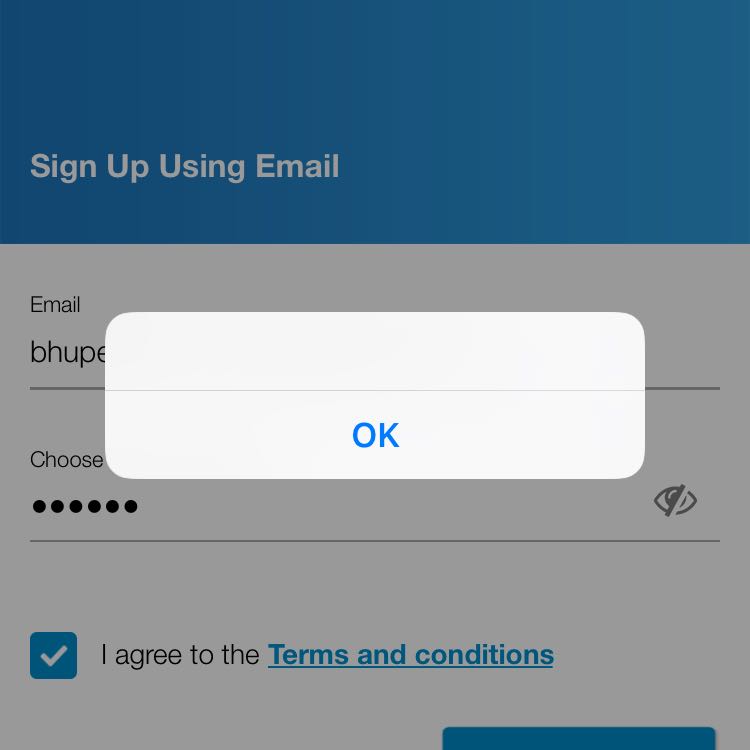 Sign Up Using Email
Email
bhupe
OK
Choose
••••••
I agree to the Terms and conditions